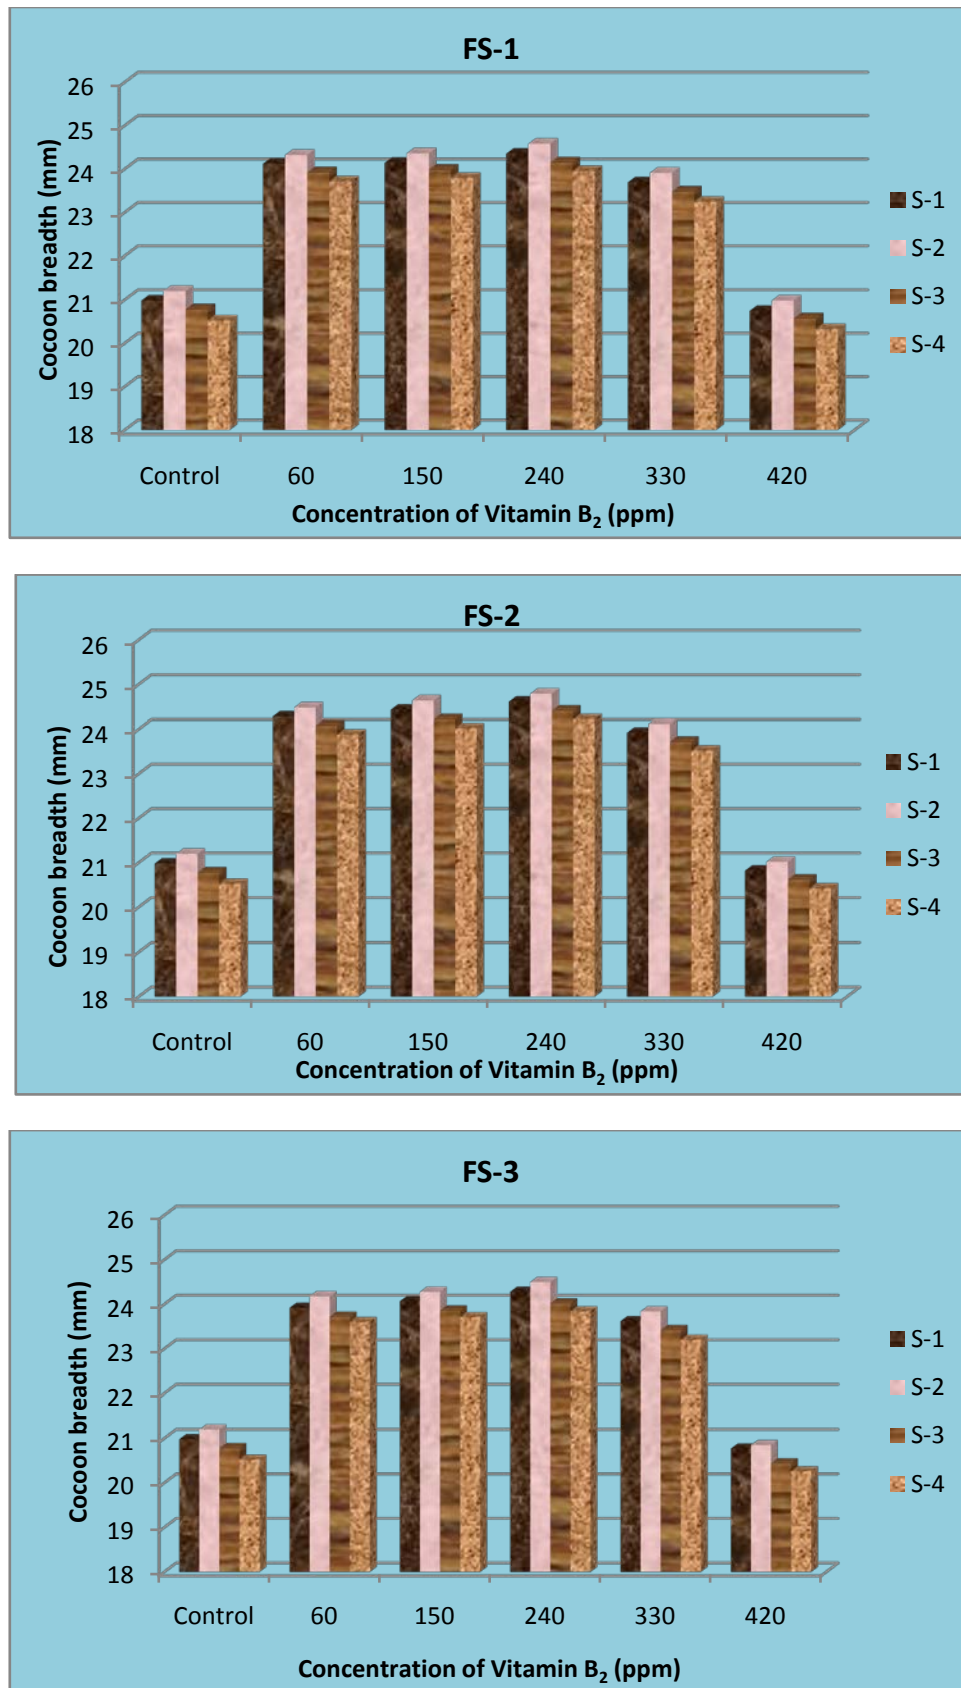 FS-1
26
25
24
23
22
21
20
19
18
Cocoon breadth (mm)
Control 60 150 240 330 420
Concentration of Vitamin B₂ (ppm)
S-1
S-2
S-3
S-4
FS-2
26
25
24
23
22
21
20
19
18
Cocoon breadth (mm)
Control 60 150 240 330 420
Concentration of Vitamin B₂ (ppm)
S-1
S-2
S-3
S-4
FS-3
26
25
24
23
22
21
20
19
18
Cocoon breadth (mm)
Control 60 150 240 330 420
Concentration of Vitamin B₂ (ppm)
S-1
S-2
S-3
S-4